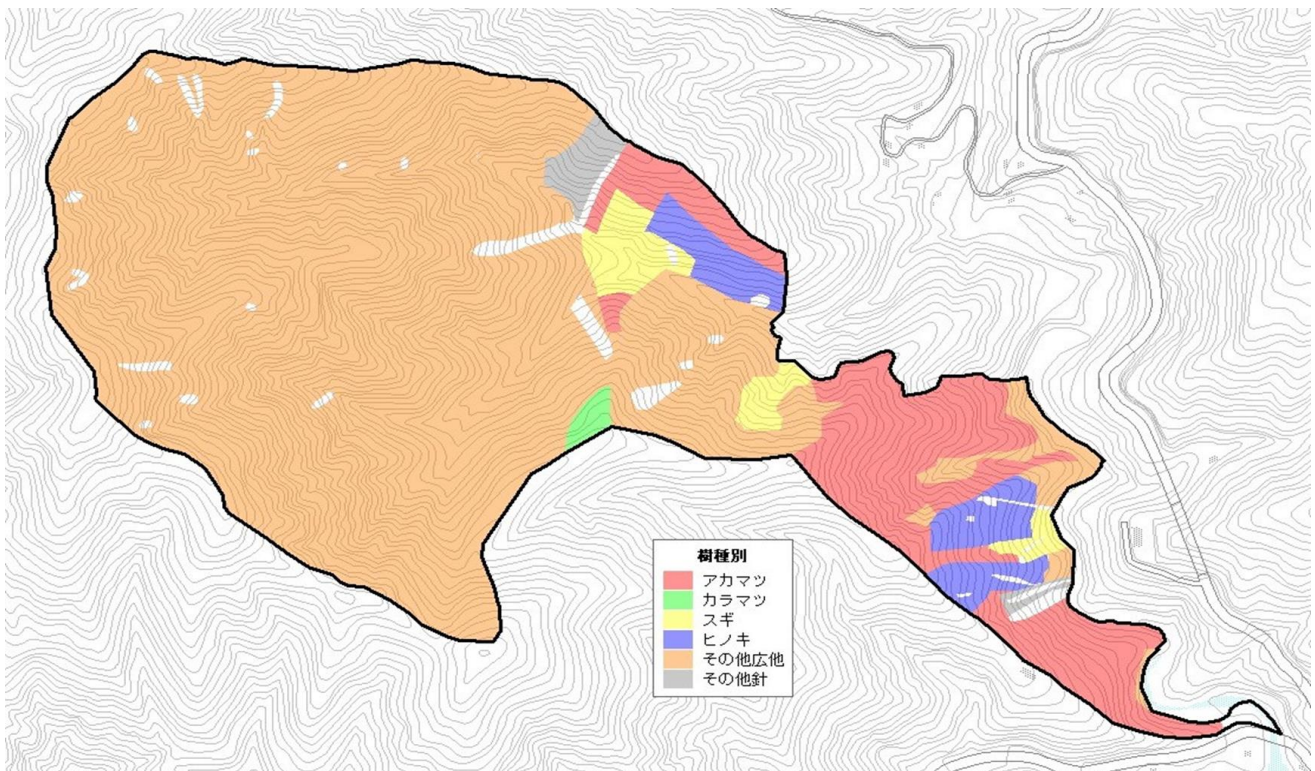 樹種別
アカマツ
カラマツ
スギ
ヒノキ
その他広他
その他針